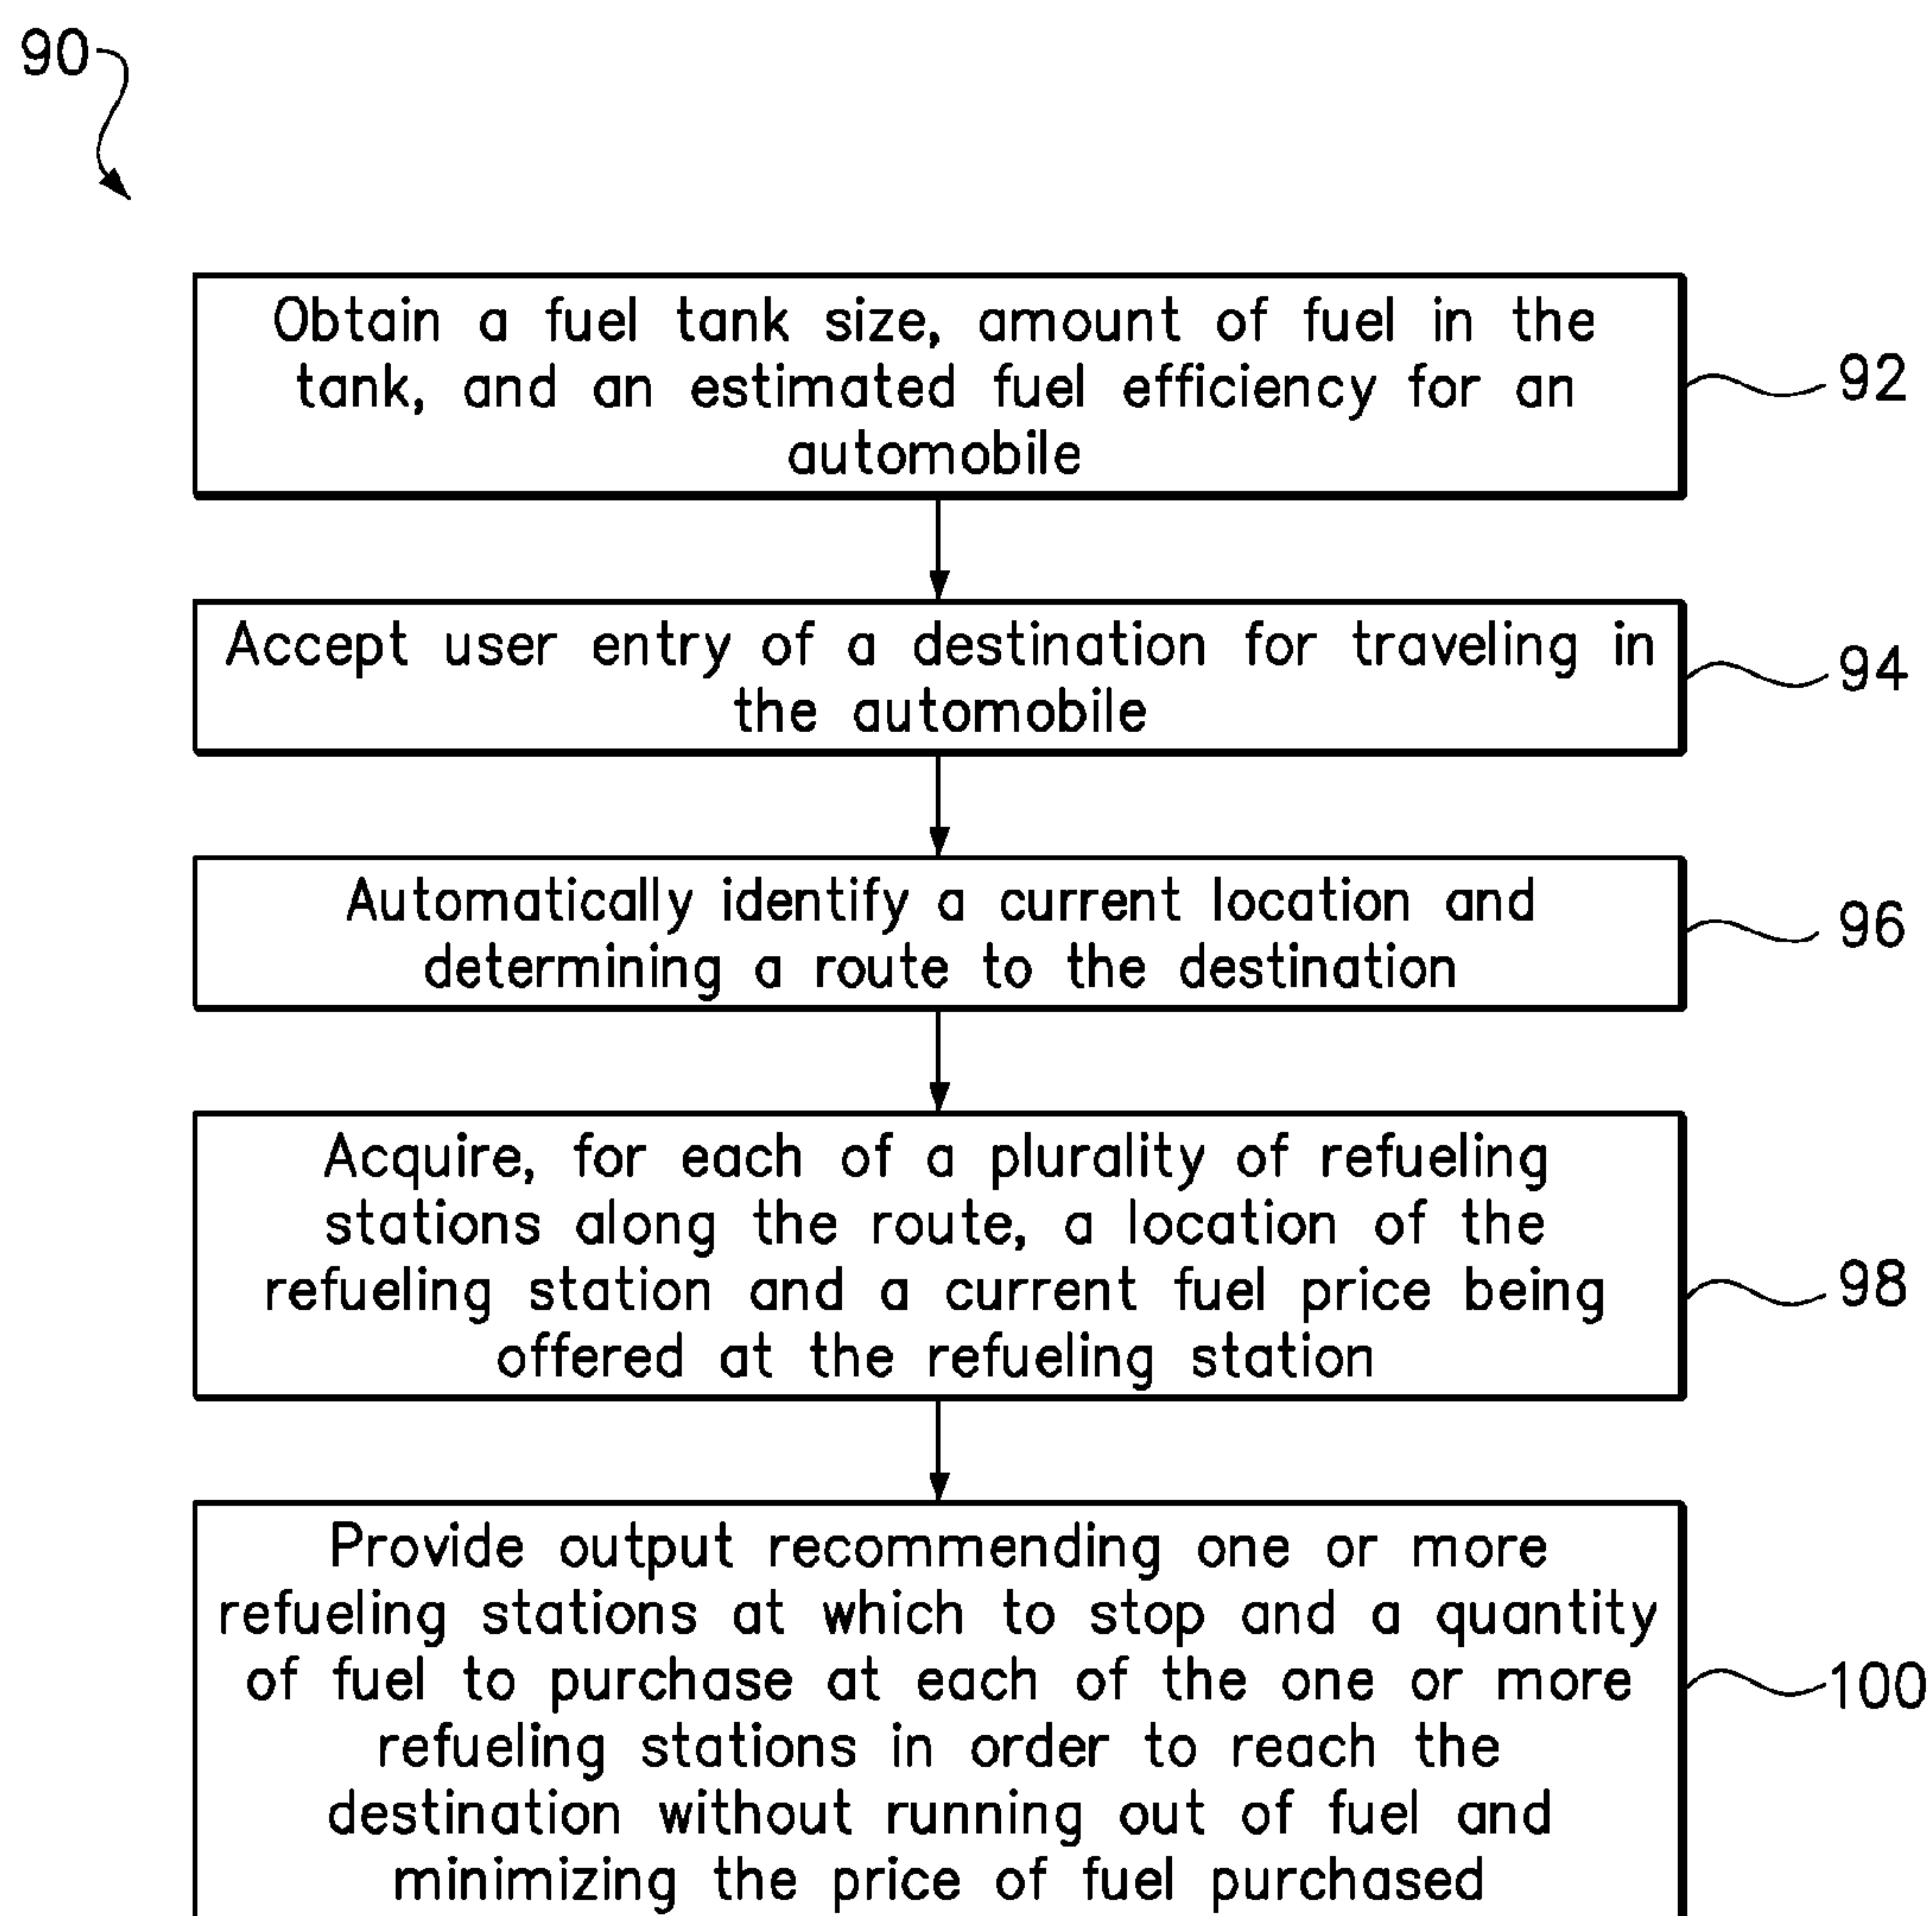 90
Obtain a fuel tank size, amount of fuel in the
tank, and an estimated fuel efficiency for an
automobile
92
Accept user entry of a destination for traveling in
the automobile
94
Automatically identify a current location and
determining a route to the destination
96
Acquire, for each of a plurality of refueling
stations along the route, a location of the
refueling station and a current fuel price being
offered at the refueling station
98
Provide output recommending one or more
refueling stations at which to stop and a quantity
of fuel to purchase at each of the one or more
refueling stations in order to reach the
destination without running out of fuel and
minimizing the price of fuel purchased
100